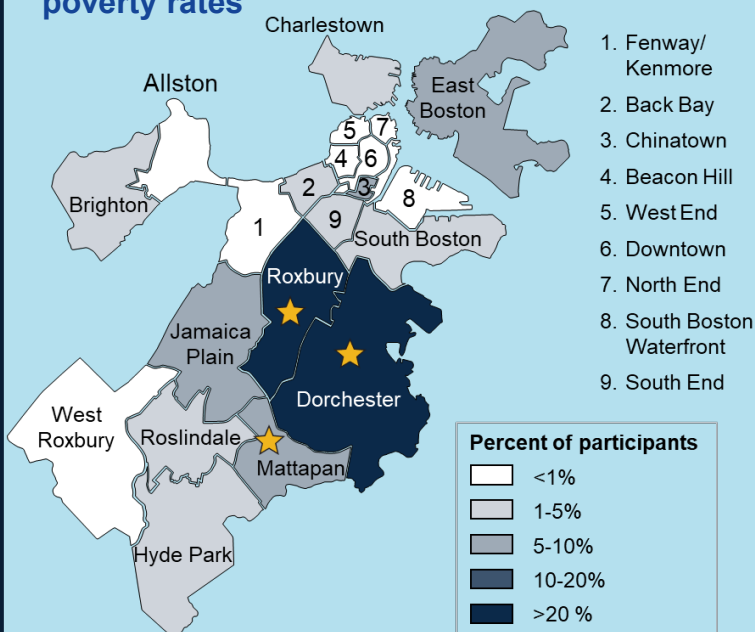 poverty rates
Charlestown
Allston
East
Boston
Brighton
5
7
4
6
2
3
8
1
9
South Boston
Roxbury
Jamaica
Plain
Dorchester
West
Roxbury
Roslindale
Mattapan
Hyde Park
1. Fenway/
Kenmore
2. Back Bay
3. Chinatown
4. Beacon Hill
5. West End
6. Downtown
7. North End
8. South Boston
Waterfront
9. South End
Percent of participants
<1%
1-5%
5-10%
10-20%
>20 %